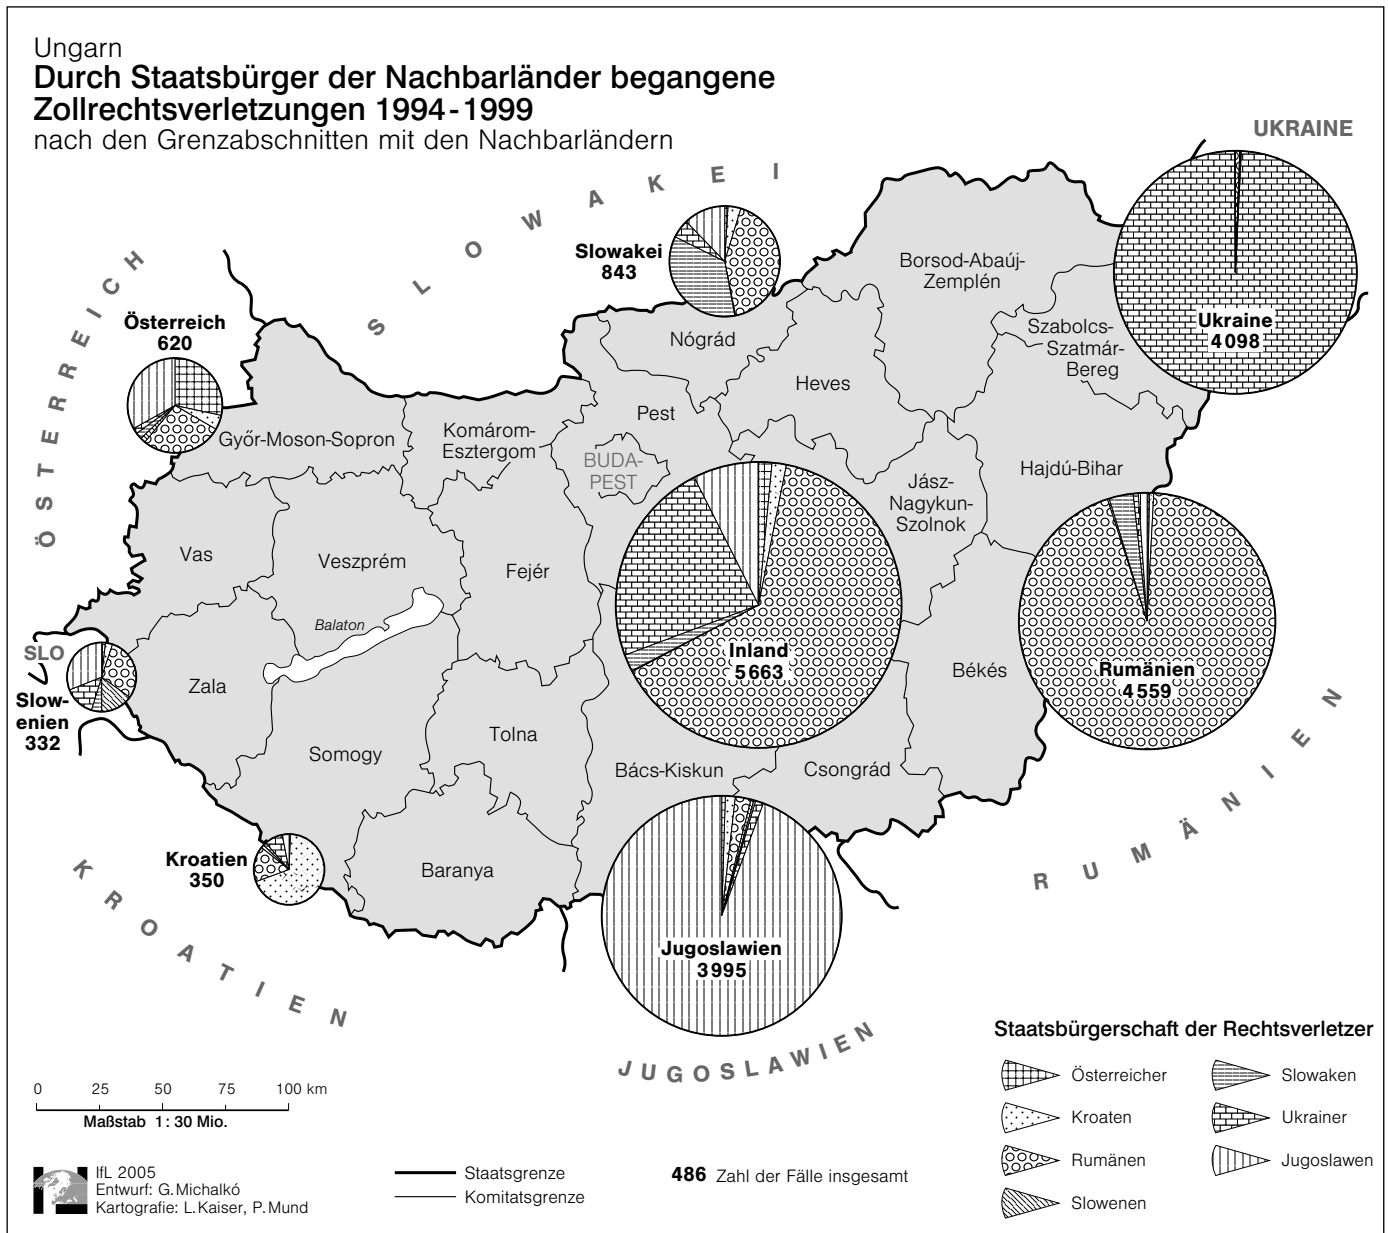 Ungarn
Durch Staatsbürger der Nachbarländer begangene
Zollrechtsverletzungen 1994-1999
nach den Grenzabschnitten mit den Nachbarländern
UKRAINE
SLOWAKEI
ÖSTERREICH
Slowakei
843
Borsod-Abaúj-
Zemplén
Österreich
620
Ukraine
4098
Szabolcs-
Szatmár-
Bereg
Nógrád
Heves
Pest
Győr-Moson-Sopron
Komárom-
Esztergom
BUDA-
PEST
Hajdú-Bihar
Jász-
Nagykun-
Szolnok
Vas
Veszprém
Fejér
Balaton
SLO
Slow-
enien
332
Zala
Inland
5663
Békés
Rumänien
4559
Somogy
Tolna
Bács-Kiskun
Csongrád
RUMÄNIEN
Kroatien
350
Baranya
KROATIEN
Jugoslawien
3995
JUGOSLAWIEN
Staatsbürgerschaft der Rechtsverletzer
Österreicher
Kroaten
Rumänen
Slowenen
Slowaken
Ukrainer
Jugoslawen
0 25 50 75 100 km
Maßstab 1 : 30 Mio.
IfL 2005
Entwurf: G. Michalkó
Kartografie: L. Kaiser, P. Mund
Staatsgrenze
Komitatsgrenze
486 Zahl der Fälle insgesamt